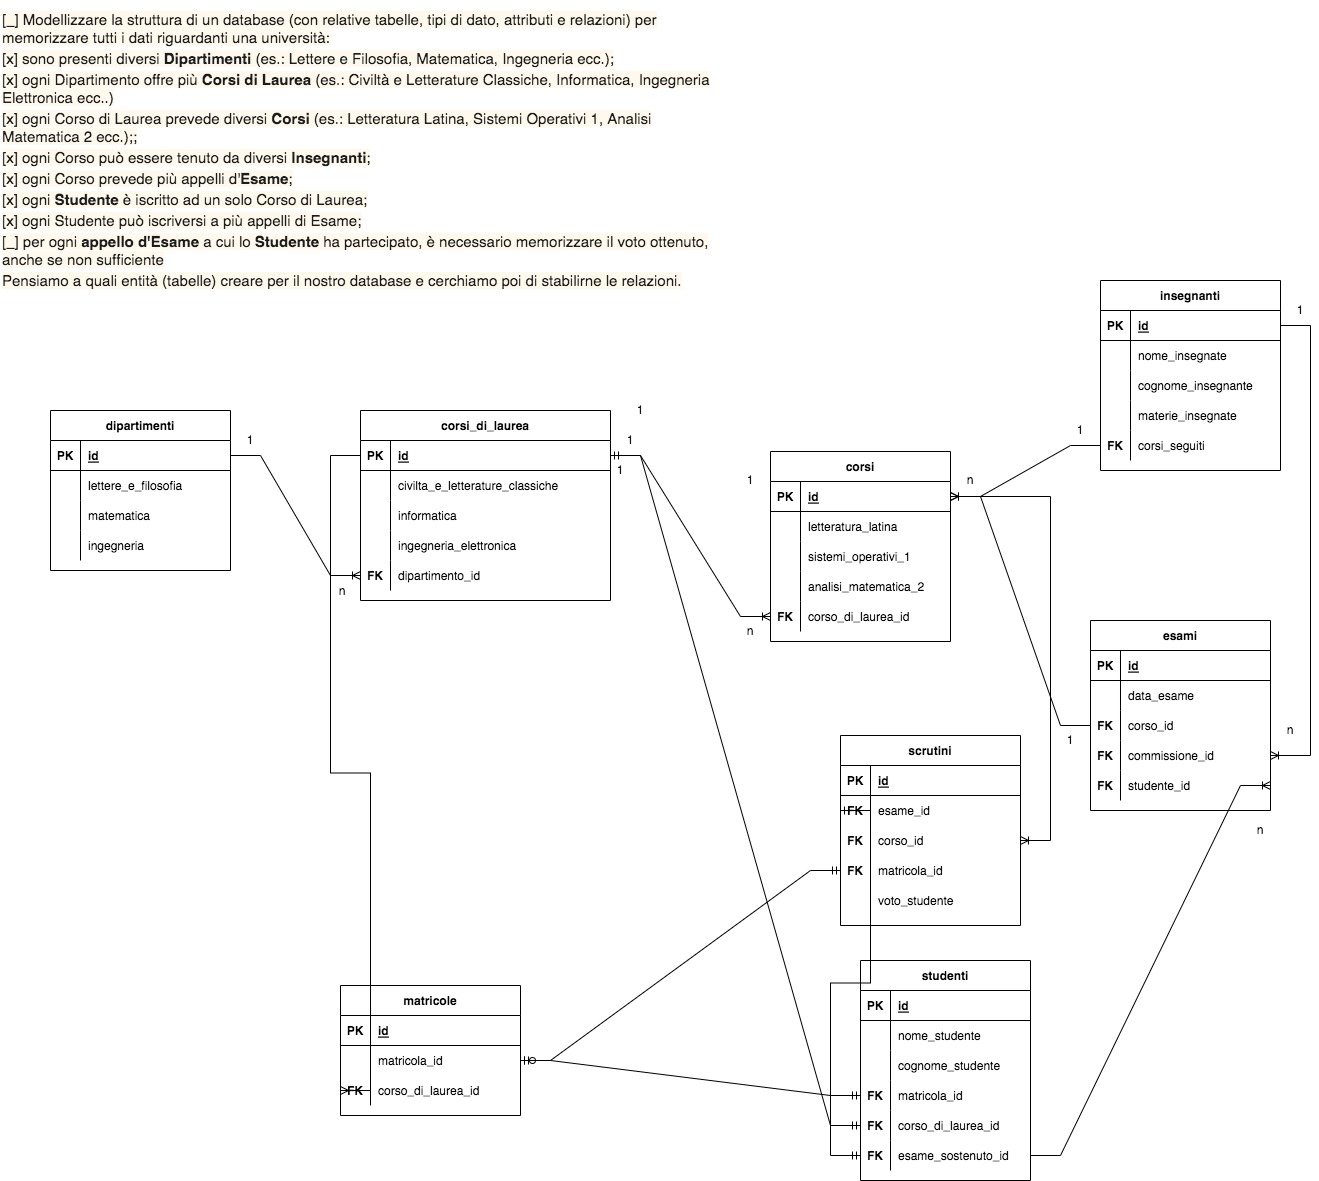 [_] Modellizzare la struttura di un database (con relative tabelle, tipi di dato, attributi e relazioni) per
memorizzare tutti i dati riguardanti una università:
[x] sono presenti diversi Dipartimenti (es.: Lettere e Filosofia, Matematica, Ingegneria ecc.);
[x] ogni Dipartimento offre più Corsi di Laurea (es.: Civiltà e Letterature Classiche, Informatica, Ingegneria
Elettronica ecc..)
[x] ogni Corso di Laurea prevede diversi Corsi (es.: Letteratura Latina, Sistemi Operativi 1, Analisi
Matematica 2 ecc.);;
[x] ogni Corso può essere tenuto da diversi Insegnanti;
[x] ogni Corso prevede più appelli d'Esame;
[x] ogni Studente è iscritto ad un solo Corso di Laurea;
[x] ogni Studente può iscriversi a più appelli di Esame;
[_] per ogni appello d'Esame a cui lo Studente ha partecipato, è necessario memorizzare il voto ottenuto,
anche se non sufficiente
Pensiamo a quali entità (tabelle) creare per il nostro database e cerchiamo poi di stabilirne le relazioni.
insegnanti
PK id
nome_insegnate
cognome_insegnante
materie_insegnate
FK corsi_seguiti
1
1
dipartimenti
PK id
lettere_e_filosofia
matematica
ingegneria
1
n
corsi_di_laurea
PK id
civilta_e_letterature_classiche
informatica
ingegneria_elettronica
FK dipartimento_id
1
1
1
1
n
corsi
PK id
letteratura_latina
sistemi_operativi_1
analisi_matematica_2
FK corso_di_laurea_id
n
esami
PK id
data_esame
FK corso_id
FK commissione_id
FK studente_id
1
n
n
scrutini
PK id
FK esame_id
FK corso_id
FK matricola_id
voto_studente
matricole
PK id
matricola_id
FK corso_di_laurea_id
studenti
PK id
nome_studente
cognome_studente
FK matricola_id
FK corso_di_laurea_id
FK esame_sostenuto_id